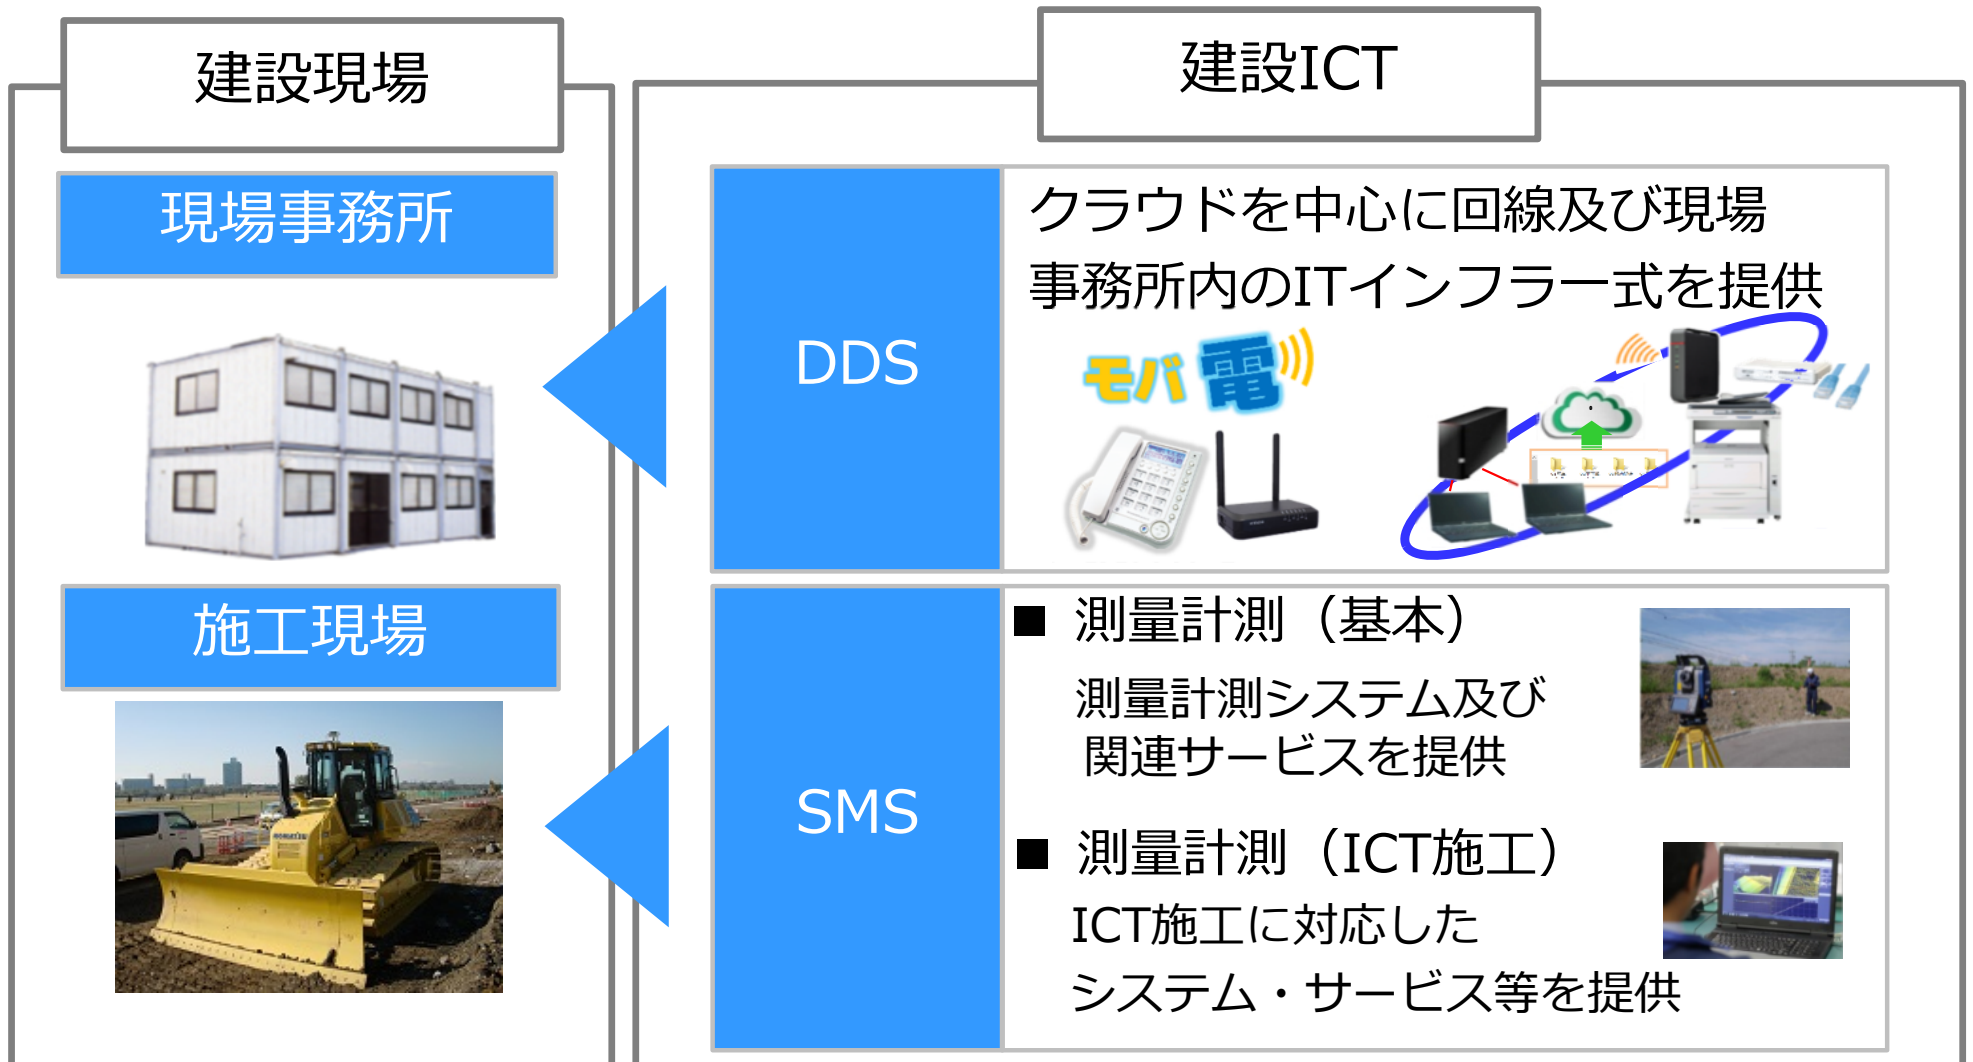 建設現場
建設ICT
現場事務所
施工現場
DDS
クラウドを中心に回線及び現場
事務所内のITインフラ一式を提供
モバ電
SMS
■ 測量計測（基本）
測量計測システム及び
関連サービスを提供
■ 測量計測（ICT施工）
ICT施工に対応した
システム・サービス等を提供
KOMATSU